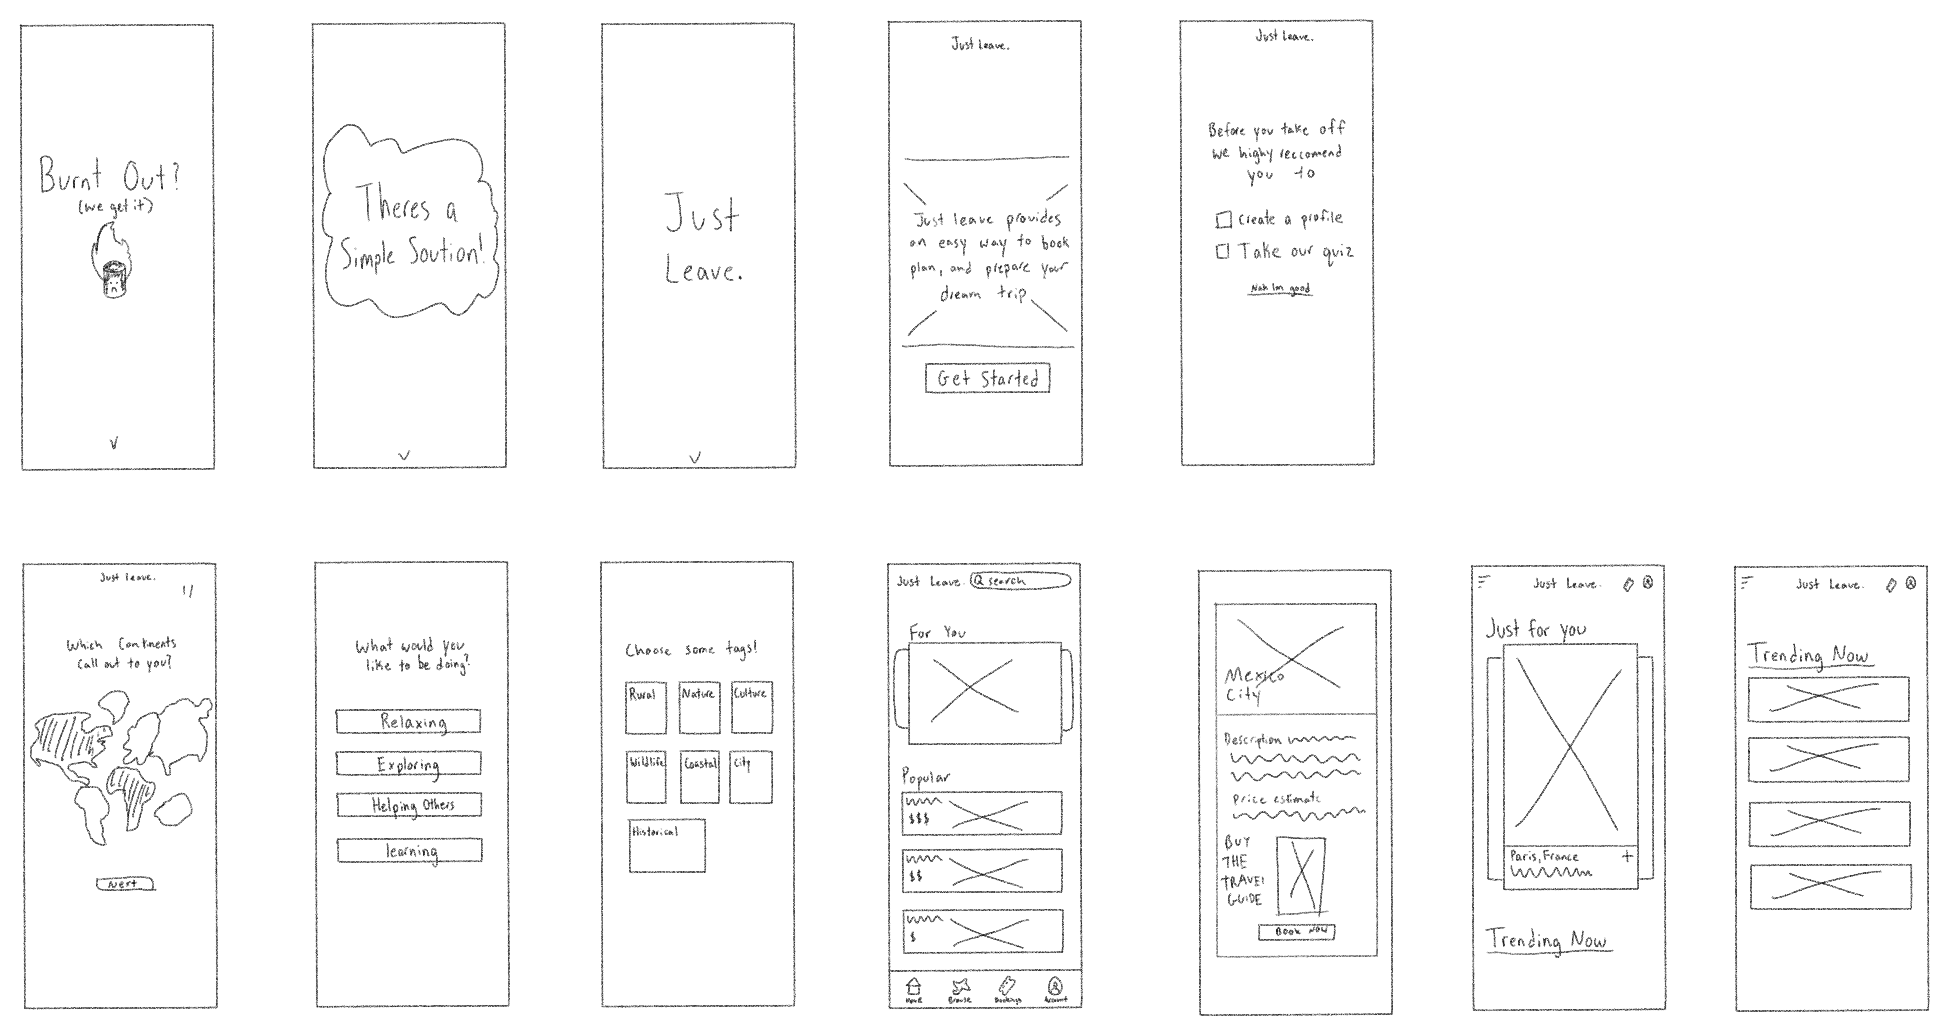 Burnt Out?
(we get it)
Theres a
Simple Soution!
Just
Leave.
Just leave.
Just leave provides
an easy way to book
plan, and prepare your
dream trip
Get Started
Just leave.
Before you take off
we highy reccomend
you to
Create a profile
Take our quiz
Nah Im good
Just leave.
1/
Which Continents
Call out to you?
Next
What would you
like to be doing?
Relaxing
Exploring
Helping Others
learning
Choose some tags!
Rural
Nature
Culture
Wildlife
Coastal
City
Historical
Just Leave.
search
For You
Popular
$$$
$$
$
Home
Browse
Bookings
Account
Mexico
City
Description
Price estimate
BUY
THE
TRAVEL
GUIDE
BOOK NOW
Just Leave.
Just for you
Paris, France
+
Trending Now
Just Leave.
Trending Now